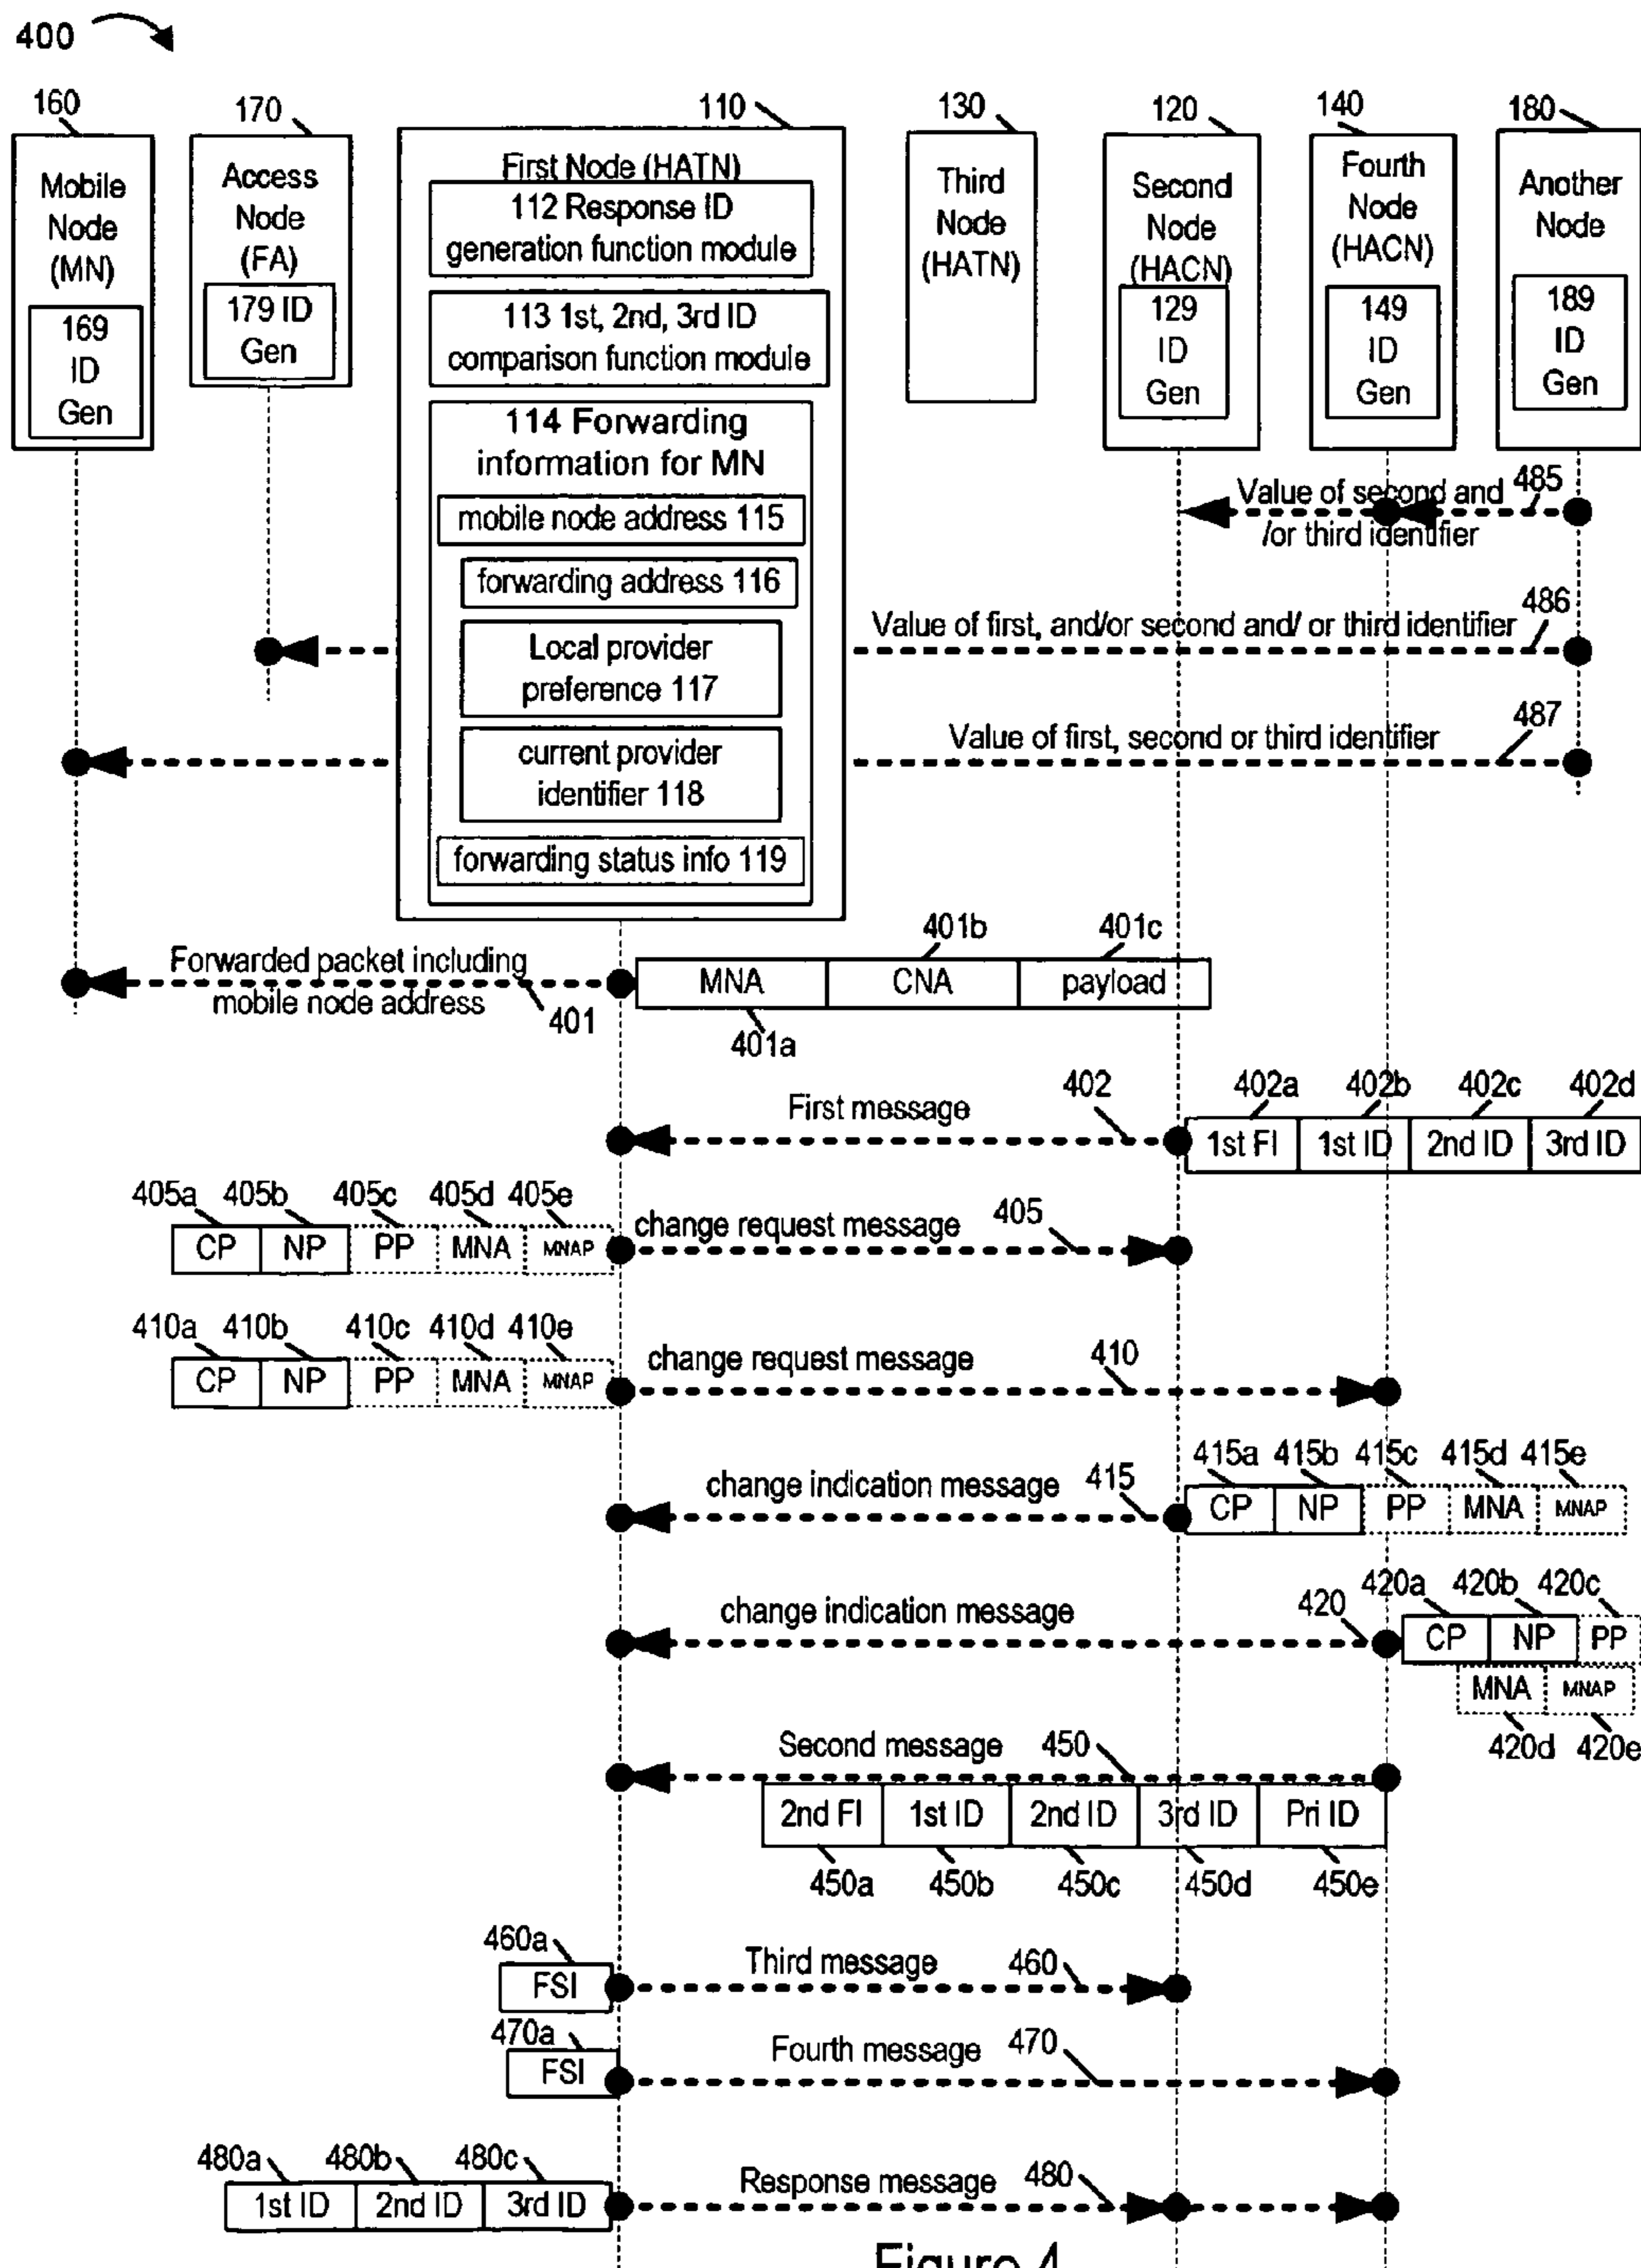 400
160
170
110
130
120
140
180
Mobile
Node
(MN)
169
ID
Gen
Access
Node
(FA)
179 ID
Gen
First Node (HATN)
112 Response ID
generation function module
113 1st, 2nd, 3rd ID
comparison function module
114 Forwarding
information for MN
mobile node address 115
forwarding address 116
Local provider
preference 117
current provider
identifier 118
forwarding status info 119
Third
Node
(HATN)
Second
Node
(HACN)
129
ID
Gen
Fourth
Node
(HACN)
149
ID
Gen
Another
Node
189
ID
Gen
Value of second and
/or third identifier
485
Value of first, and/or second and/ or third identifier
486
Value of first, second or third identifier
487
Forwarded packet including
mobile node address
401
401b
401c
MNA
CNA
payload
401a
First message
402
402a
402b
402c
402d
1st FI
1st ID
2nd ID
3rd ID
405a
405b
405c
405d
405e
CP
NP
PP
MNA
MNAP
change request message
405
410a
410b
410c
410d
410e
CP
NP
PP
MNA
MNAP
change request message
410
change indication message
415
415a
415b
415c
415d
415e
CP
NP
PP
MNA
MNAP
change indication message
420
420a
420b
420c
CP
NP
PP
MNA
MNAP
420d
420e
Second message
450
2nd FI
1st ID
2nd ID
3rd ID
Pri ID
450a
450b
450c
450d
450e
460a
FSI
Third message
460
470a
FSI
Fourth message
470
480a
480b
480c
1st ID
2nd ID
3rd ID
Response message
480
Figure 4